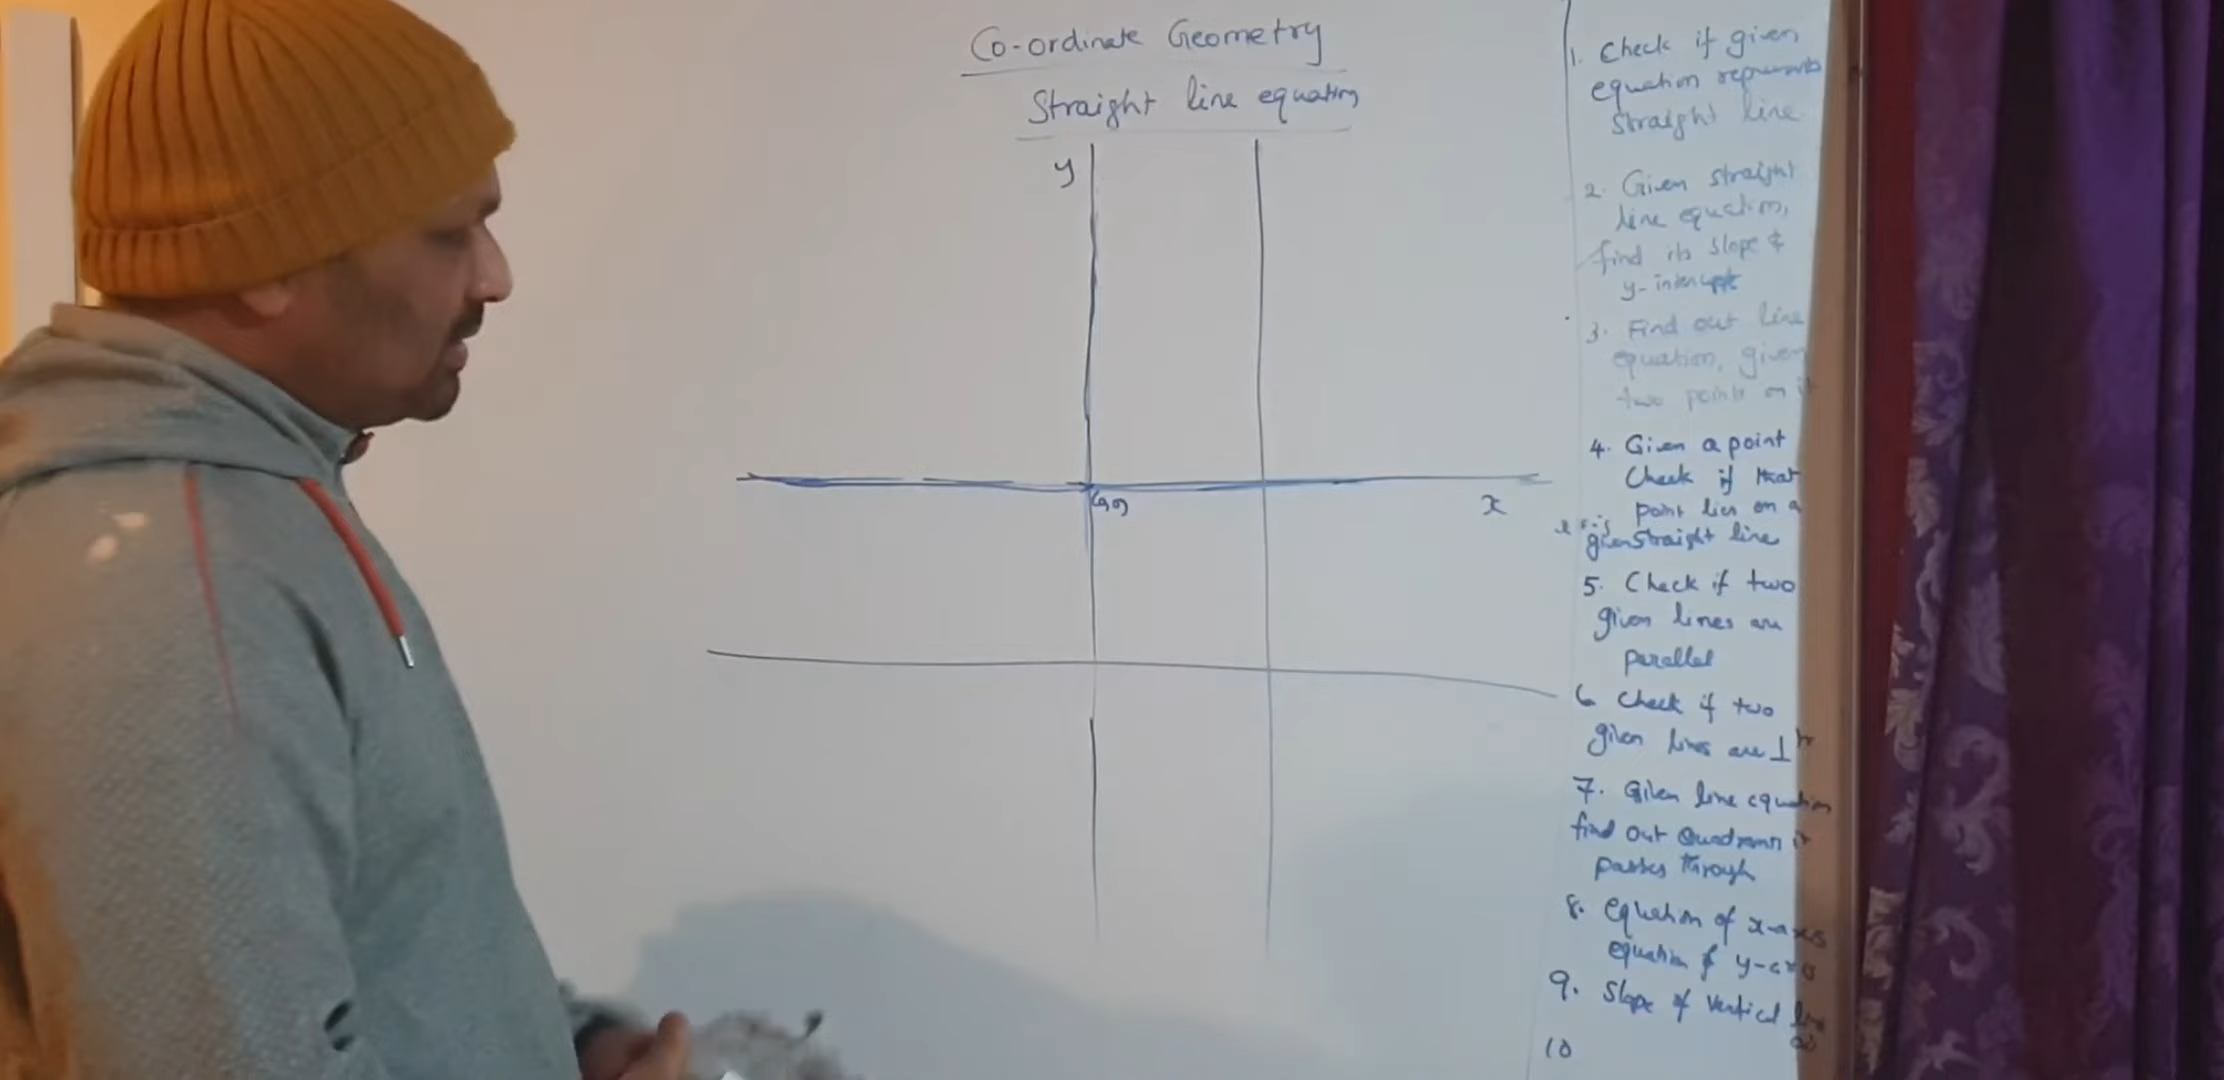 Co-ordinate Geometry
Straight line equation
y
(0,0)
x
1. Check if given
equation represents
straight line
2. Given straight
line equation,
find its slope &
y-intercept
3. Find out line
equation, given
two points on it
4. Given a point
Check if that
point lies on a
given straight line
5. Check if two
given lines are
parallel
6 Check if two
given lines are ⊥
7. Given line equation
find out Quadrant it
passes through
8. equation of x-axis
equation of y-axis
9. Slope of vertical line
10